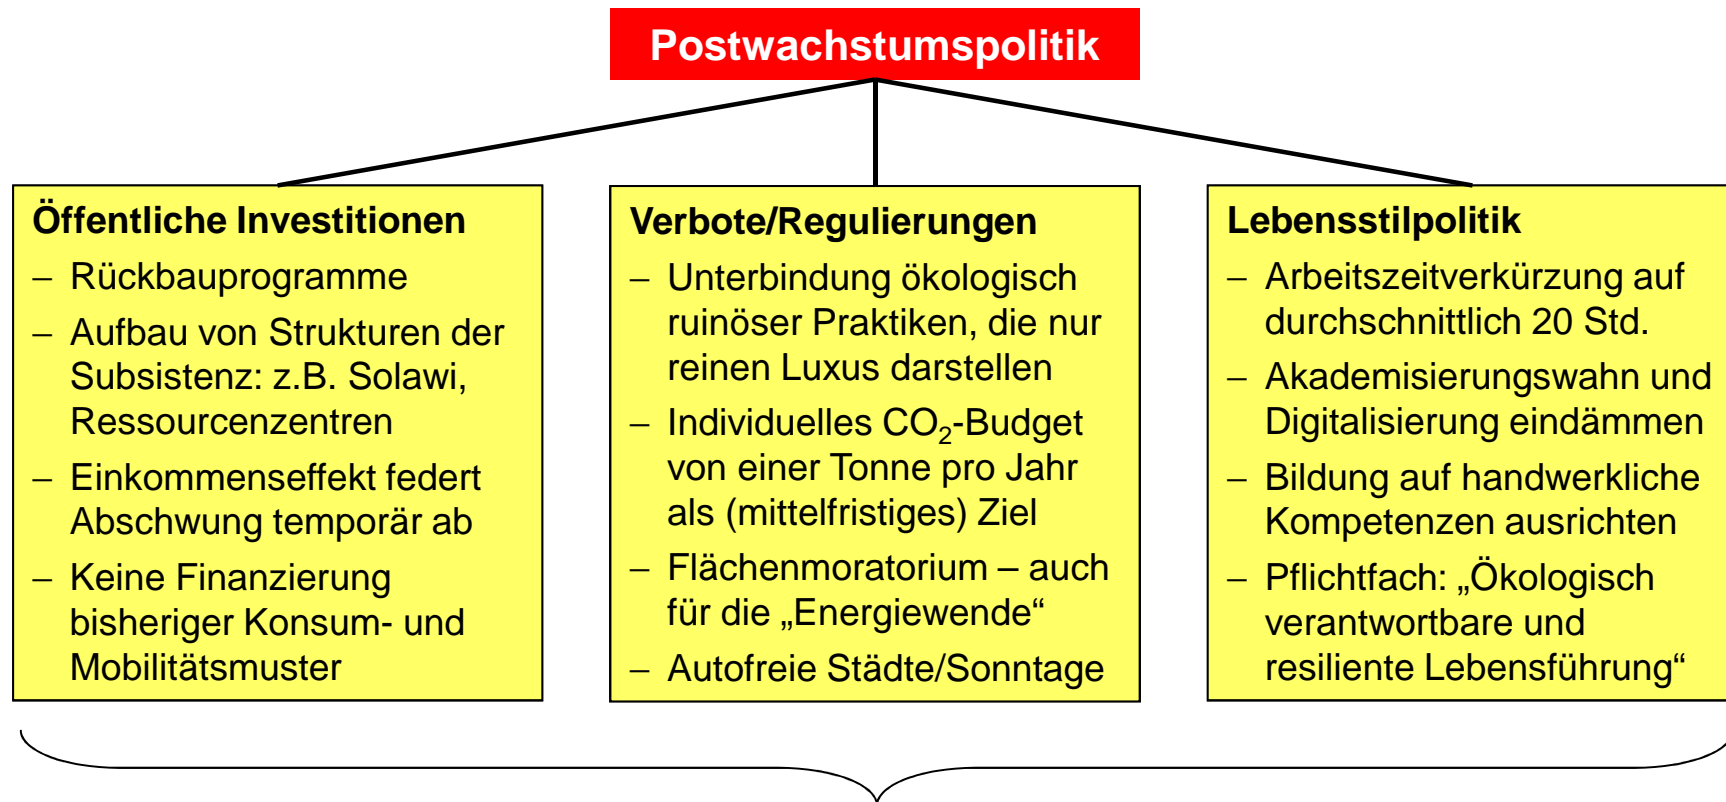 Postwachstumspolitik
Öffentliche Investitionen
– Rückbauprogramme
– Aufbau von Strukturen der
Subsistenz: z.B. Solawi,
Ressourcenzentren
– Einkommenseffekt federt
Abschwung temporär ab
– Keine Finanzierung
bisheriger Konsum- und
Mobilitätsmuster
Verbote/Regulierungen
– Unterbindung ökologisch
ruinöser Praktiken, die nur
reinen Luxus darstellen
– Individuelles CO₂-Budget
von einer Tonne pro Jahr
als (mittelfristiges) Ziel
– Flächenmoratorium – auch
für die „Energiewende“
– Autofreie Städte/Sonntage
Lebensstilpolitik
– Arbeitszeitverkürzung auf
durchschnittlich 20 Std.
– Akademisierungswahn und
Digitalisierung eindämmen
– Bildung auf handwerkliche
Kompetenzen ausrichten
– Pflichtfach: „Ökologisch
verantwortbare und
resiliente Lebensführung“